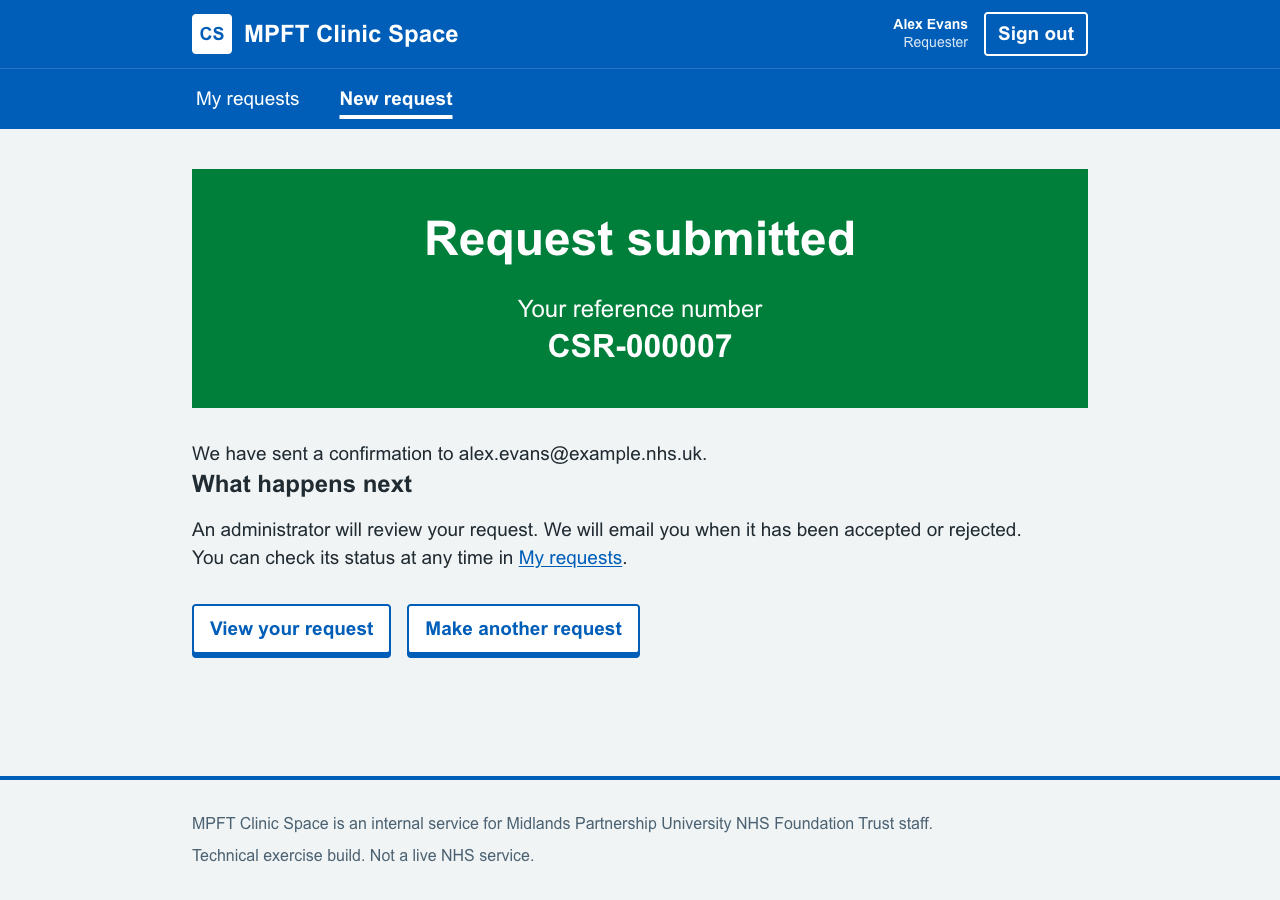 CS MPFT Clinic Space
Alex Evans
Requester
Sign out
My requests New request
Request submitted
Your reference number
CSR-000007
We have sent a confirmation to alex.evans@example.nhs.uk.
What happens next
An administrator will review your request. We will email you when it has been accepted or rejected.
You can check its status at any time in My requests.
View your request Make another request
MPFT Clinic Space is an internal service for Midlands Partnership University NHS Foundation Trust staff.
Technical exercise build. Not a live NHS service.